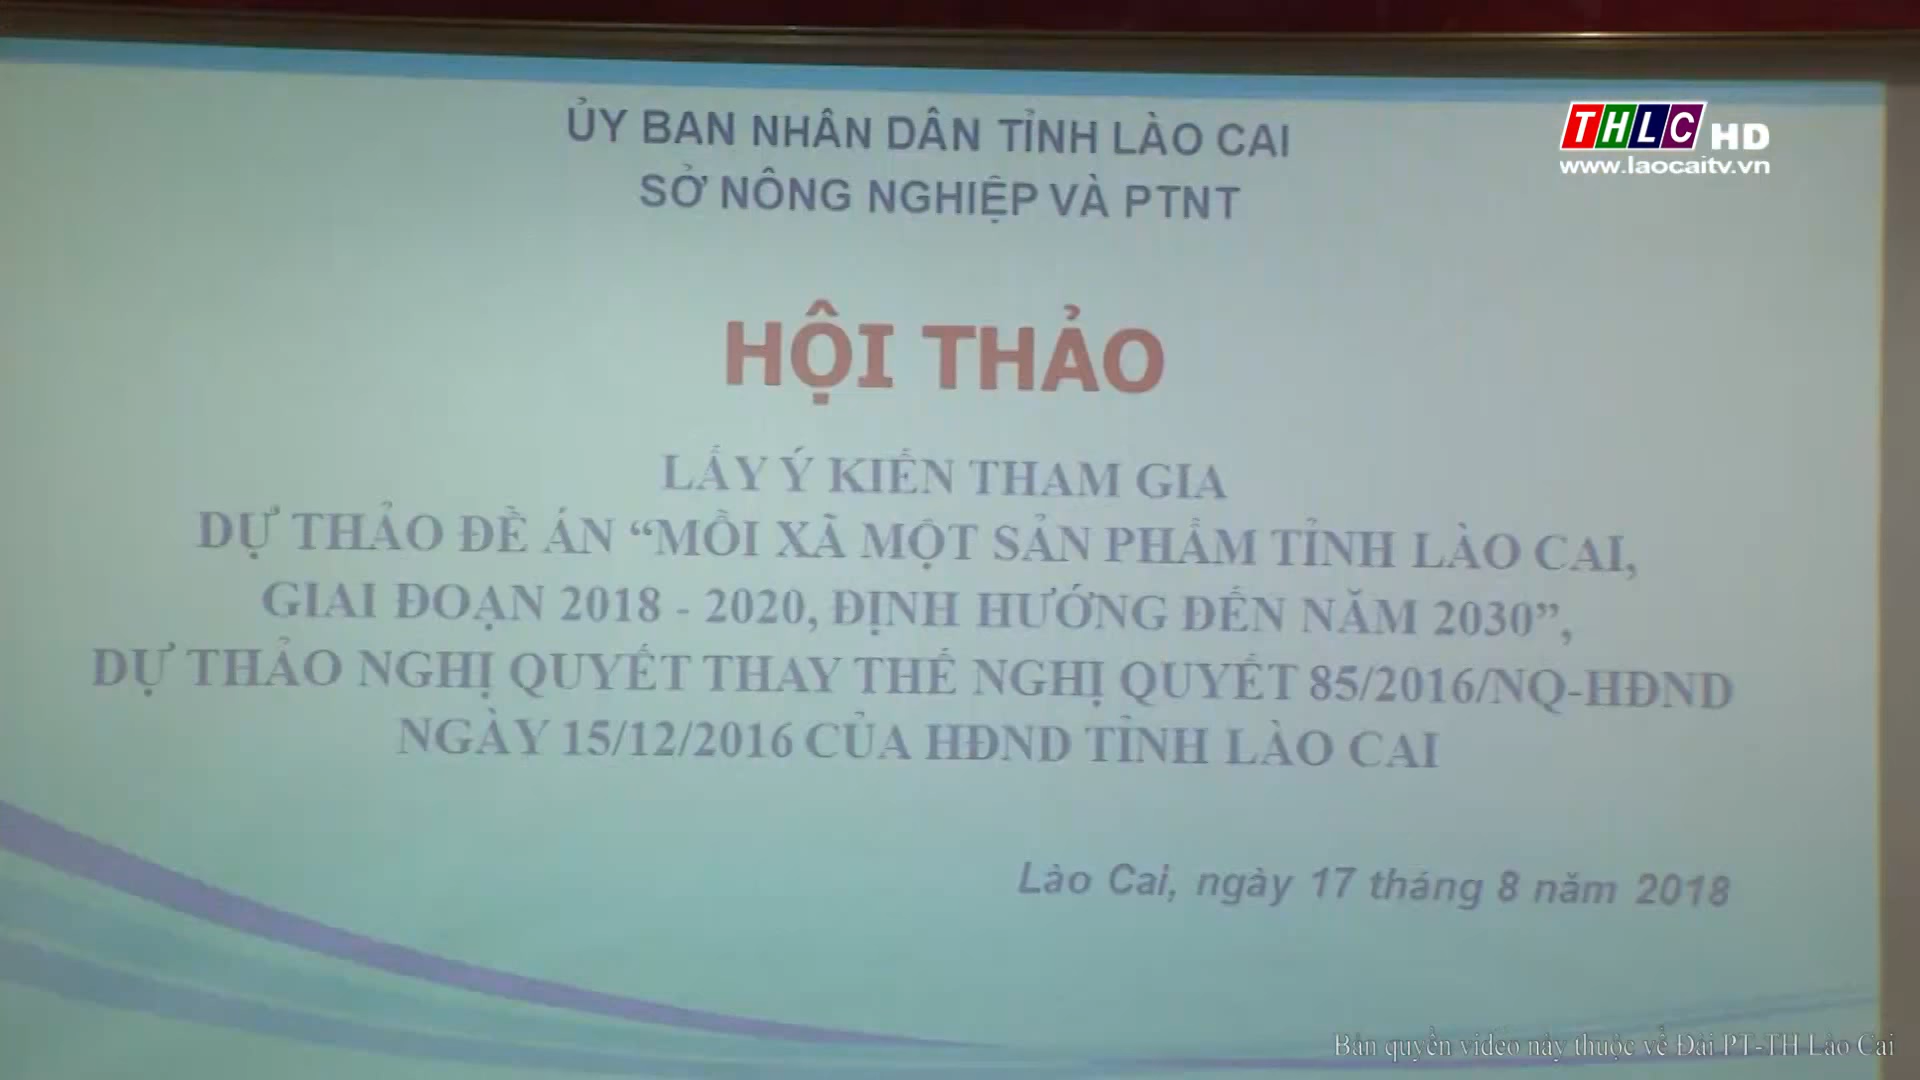 ỦY BAN NHÂN DÂN TỈNH LÀO CAI
SỞ NÔNG NGHIỆP VÀ PTNT
THLC HD
www.laocaitv.vn
HỘI THẢO
LẤY Ý KIẾN THAM GIA
DỰ THẢO ĐỀ ÁN “MỖI XÃ MỘT SẢN PHẨM TỈNH LÀO CAI,
GIAI ĐOẠN 2018 - 2020, ĐỊNH HƯỚNG ĐẾN NĂM 2030”,
DỰ THẢO NGHỊ QUYẾT THAY THẾ NGHỊ QUYẾT 85/2016/NQ-HĐND
NGÀY 15/12/2016 CỦA HĐND TỈNH LÀO CAI
Lào Cai, ngày 17 tháng 8 năm 2018
Bản quyền video này thuộc về Đài PT-TH Lào Cai